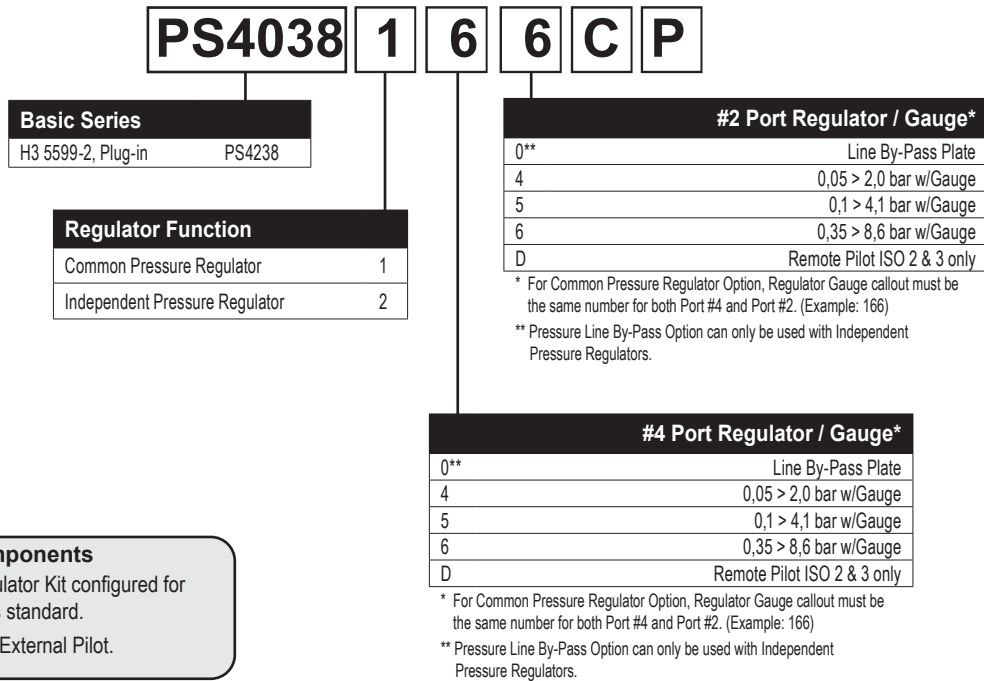 PS4038 1 6 6 C P
Basic Series
H3 5599-2, Plug-in PS4238
Regulator Function
Common Pressure Regulator 1
Independent Pressure Regulator 2
#2 Port Regulator / Gauge*
0** Line By-Pass Plate
4 0,05 > 2,0 bar w/Gauge
5 0,1 > 4,1 bar w/Gauge
6 0,35 > 8,6 bar w/Gauge
D Remote Pilot ISO 2 & 3 only
* For Common Pressure Regulator Option, Regulator Gauge callout must be
the same number for both Port #4 and Port #2. (Example: 166)
** Pressure Line By-Pass Option can only be used with Independent
Pressure Regulators.
#4 Port Regulator / Gauge*
0** Line By-Pass Plate
4 0,05 > 2,0 bar w/Gauge
5 0,1 > 4,1 bar w/Gauge
6 0,35 > 8,6 bar w/Gauge
D Remote Pilot ISO 2 & 3 only
* For Common Pressure Regulator Option, Regulator Gauge callout must be
the same number for both Port #4 and Port #2. (Example: 166)
** Pressure Line By-Pass Option can only be used with Independent
Pressure Regulators.
ulator Kit configured for
standard.
External Pilot.